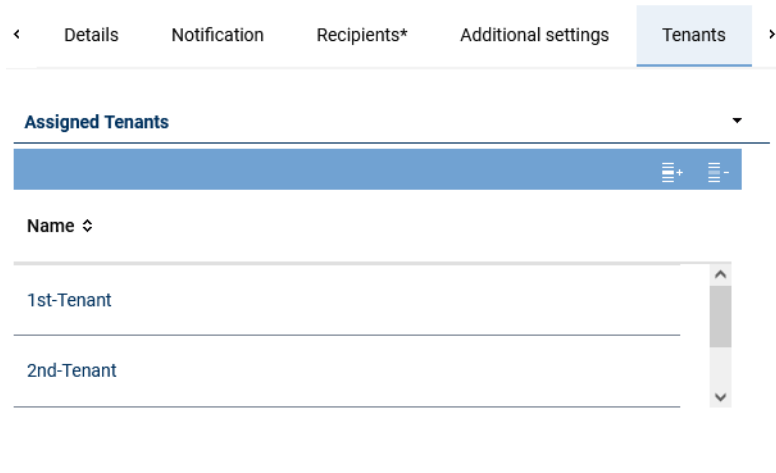 Details Notification Recipients* Additional settings Tenants
Assigned Tenants
Name
1st-Tenant
2nd-Tenant